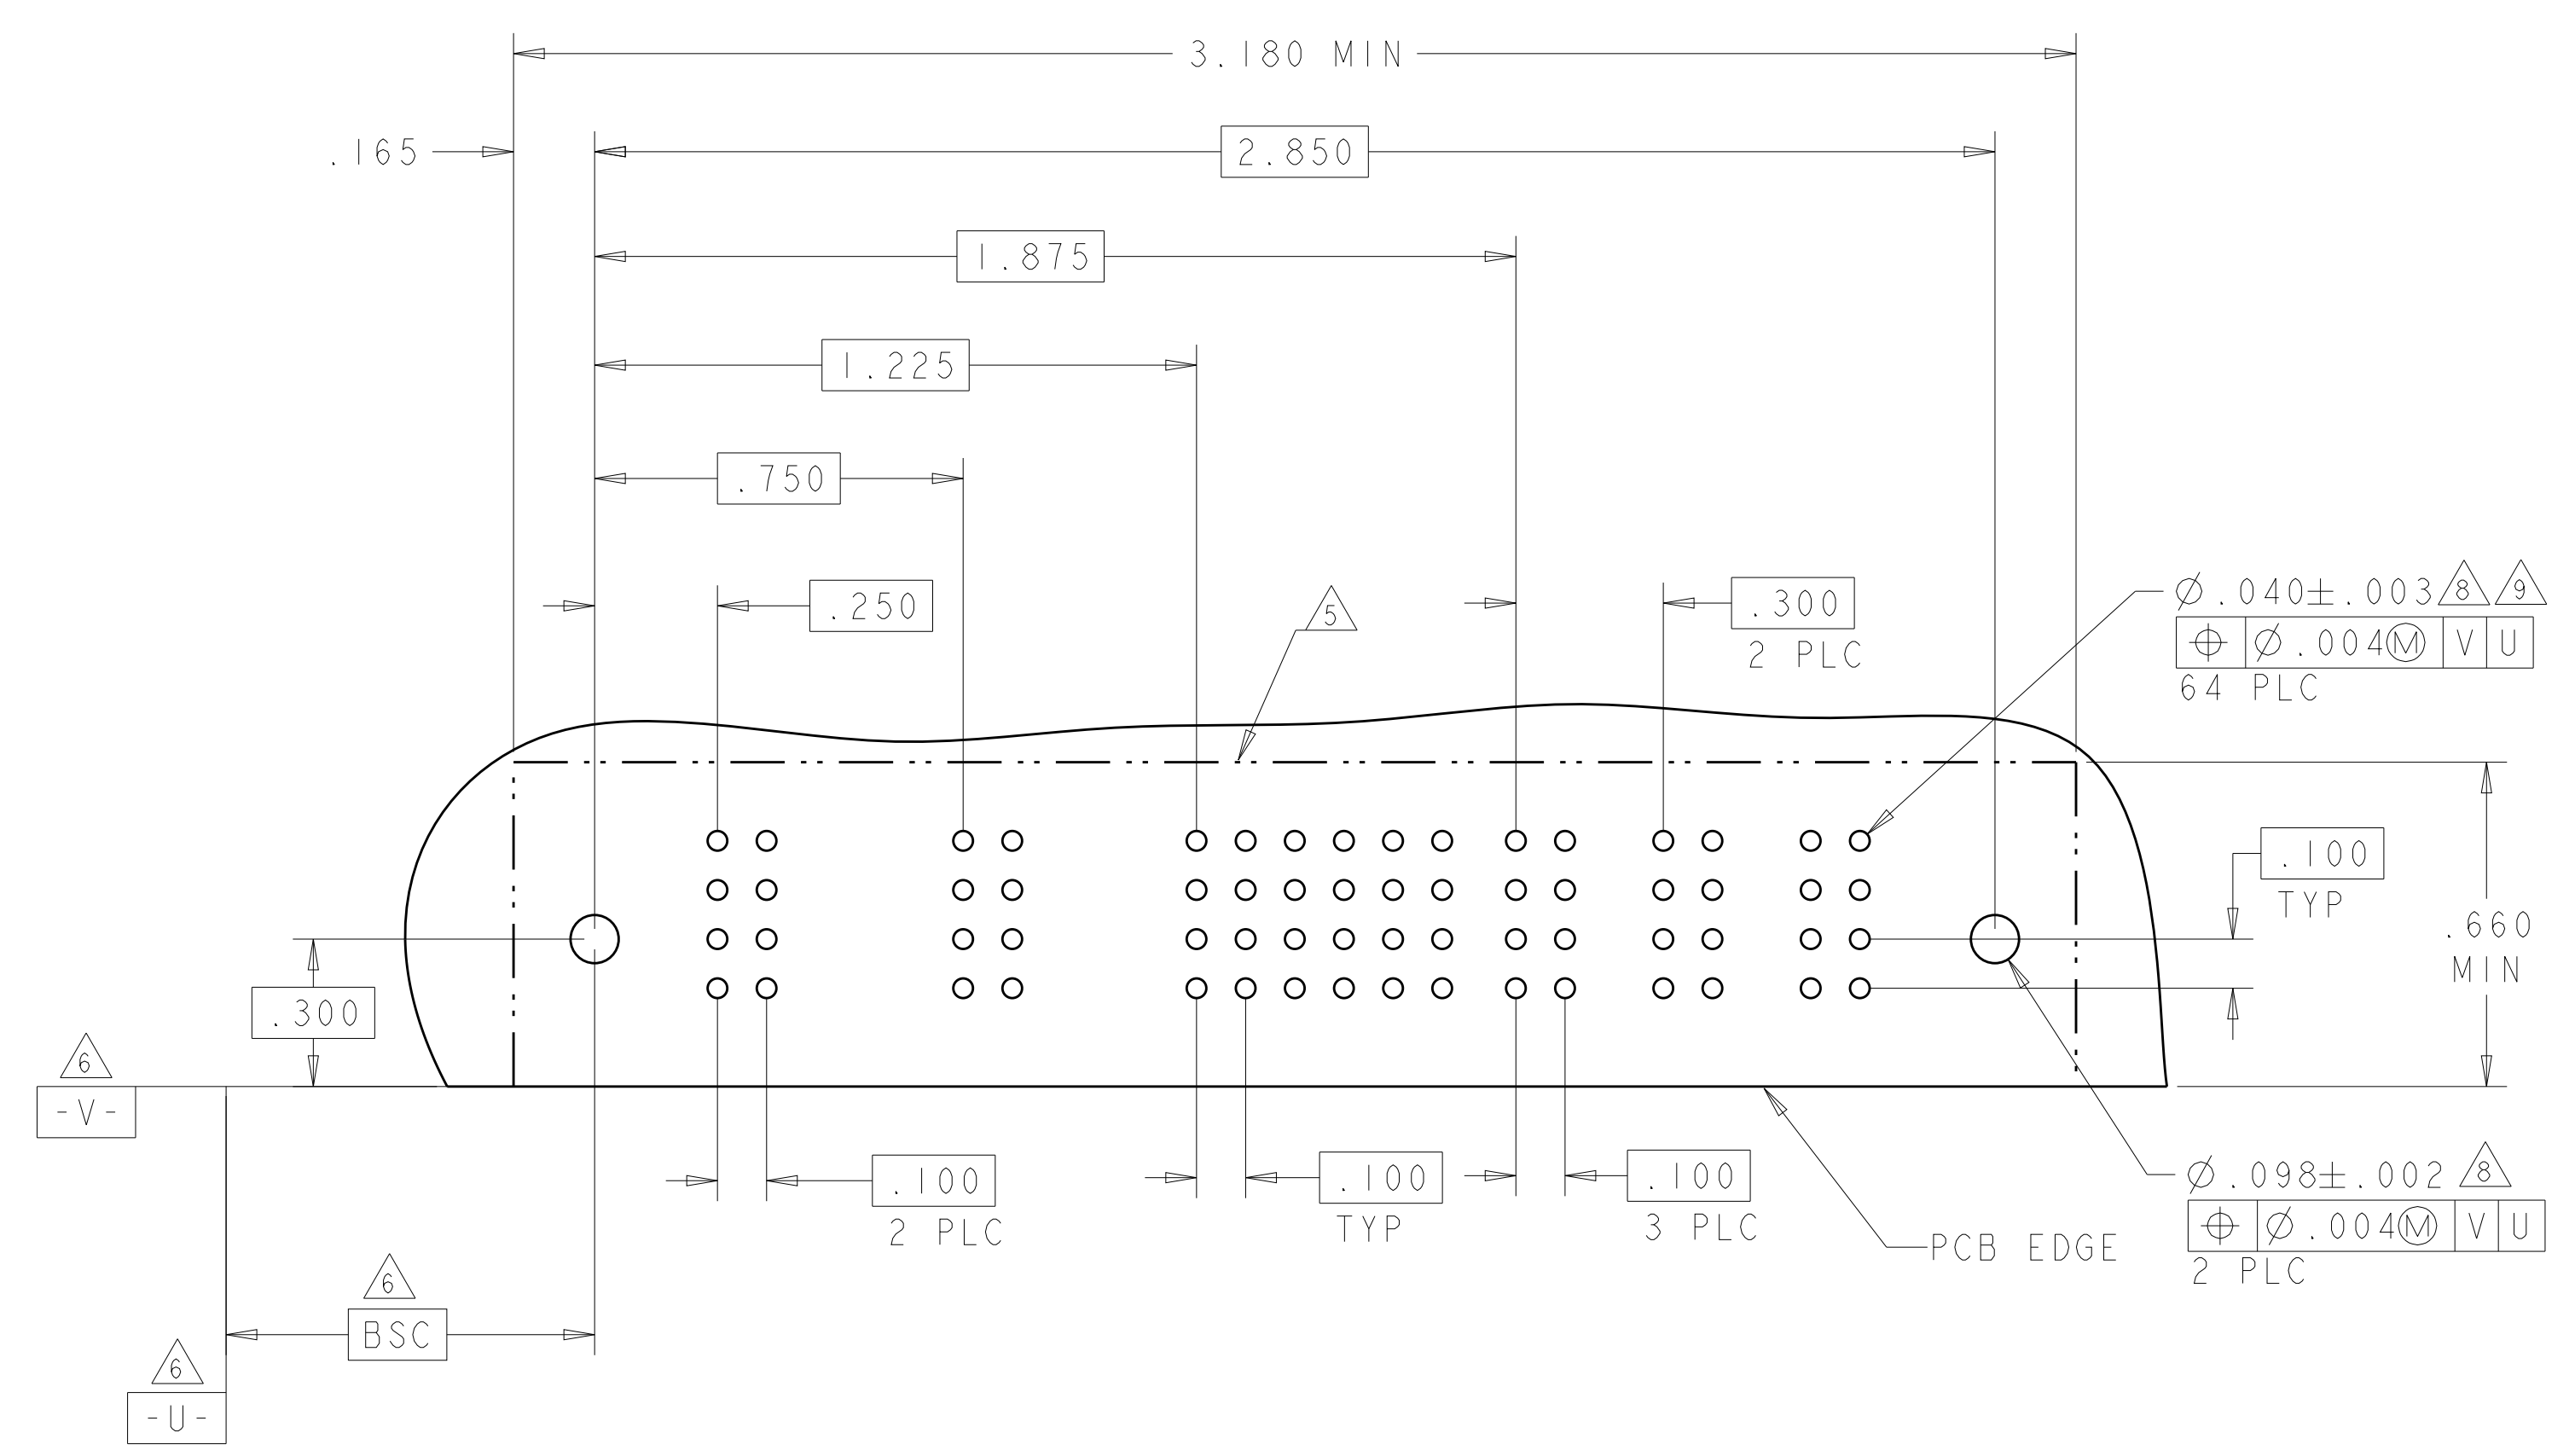 3.180 MIN
.165
2.850
1.875
1.225
.750
.250
5
.300
2 PLC
Ø.040±.003 8 9
⌖ Ø.004Ⓜ V U
64 PLC
.100
TYP
.660
MIN
.300
6
-V-
.100
2 PLC
.100
TYP
.100
3 PLC
PCB EDGE
Ø.098±.002 8
⌖ Ø.004Ⓜ V U
2 PLC
6
BSC
6
-U-